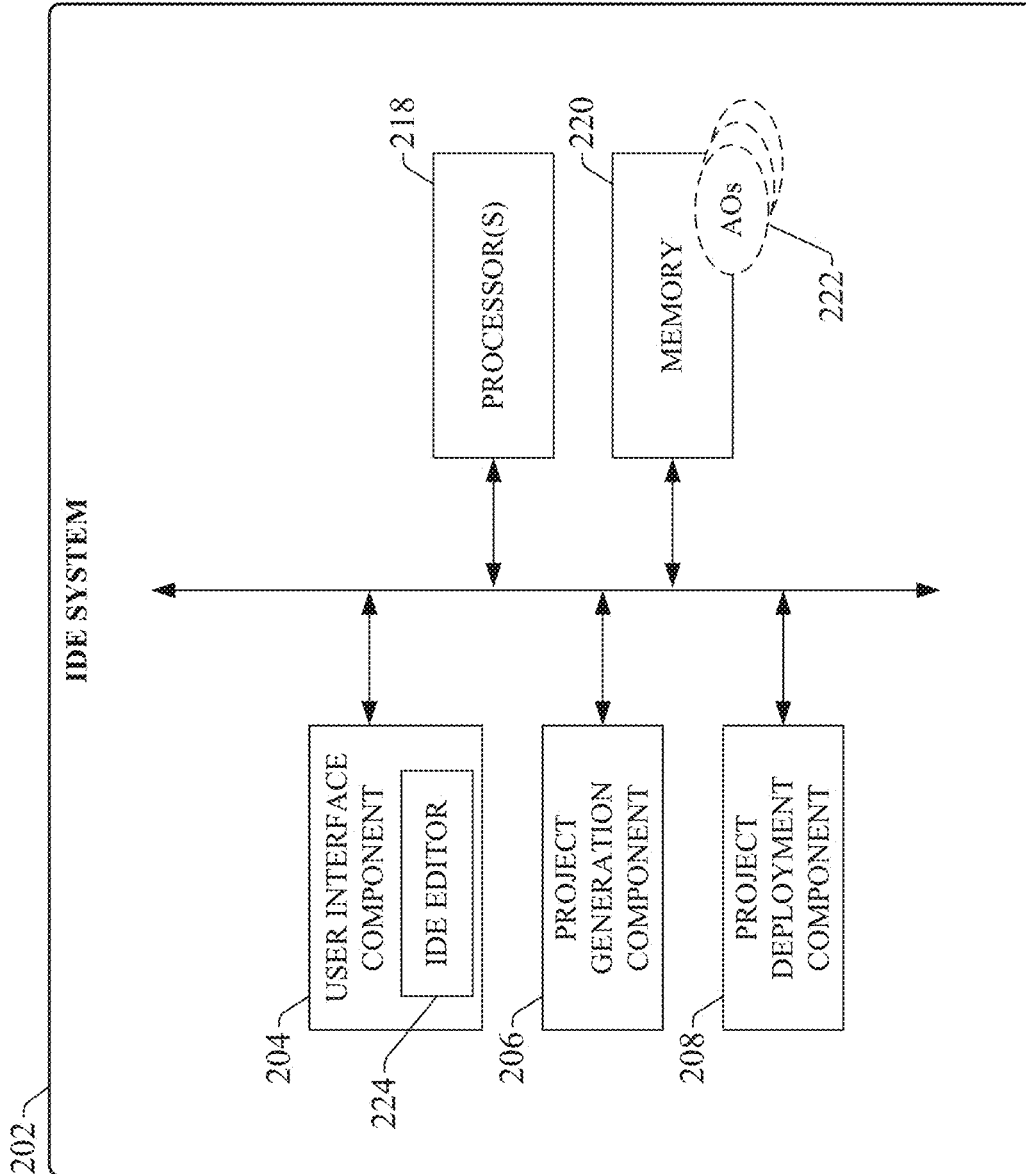 202
IDE SYSTEM
204
USER INTERFACE
COMPONENT
IDE EDITOR
224
206
PROJECT
GENERATION
COMPONENT
208
PROJECT
DEPLOYMENT
COMPONENT
218
PROCESSOR(S)
220
MEMORY
AOs
222